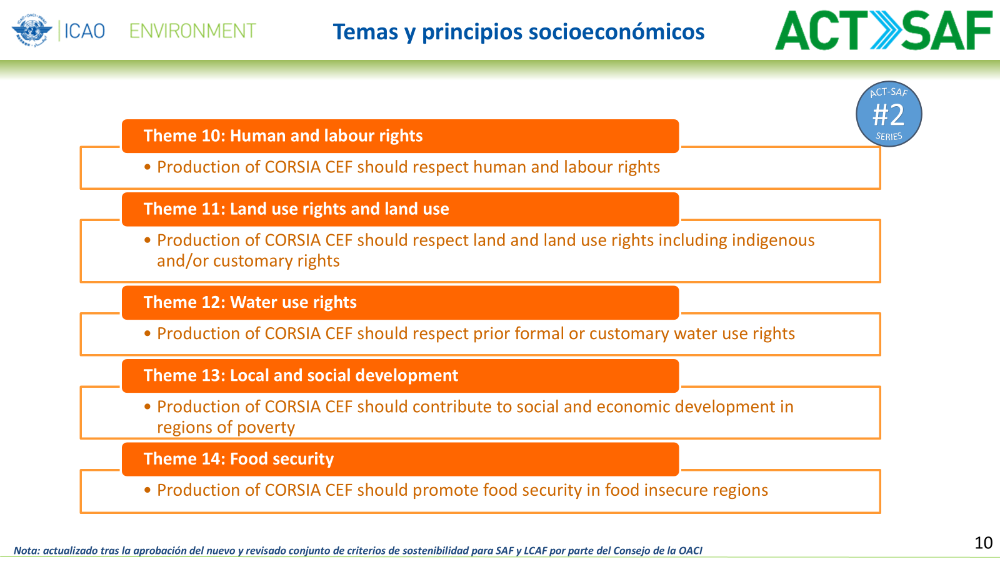 ICAO ENVIRONMENT
Temas y principios socioeconómicos
ACT SAF
ACT-SAF
#2
SERIES
Theme 10: Human and labour rights
• Production of CORSIA CEF should respect human and labour rights
Theme 11: Land use rights and land use
• Production of CORSIA CEF should respect land and land use rights including indigenous
and/or customary rights
Theme 12: Water use rights
• Production of CORSIA CEF should respect prior formal or customary water use rights
Theme 13: Local and social development
• Production of CORSIA CEF should contribute to social and economic development in
regions of poverty
Theme 14: Food security
• Production of CORSIA CEF should promote food security in food insecure regions
Nota: actualizado tras la aprobación del nuevo y revisado conjunto de criterios de sostenibilidad para SAF y LCAF por parte del Consejo de la OACI
10